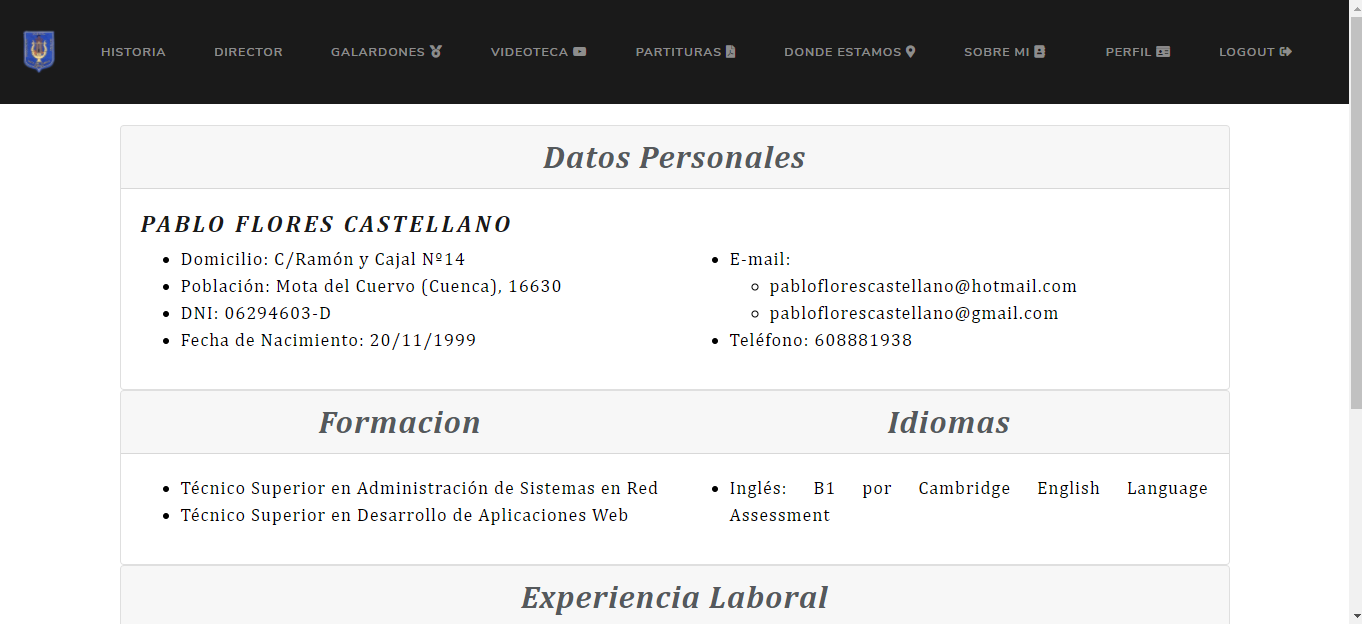 HISTORIA DIRECTOR GALARDONES VIDEOTECA PARTITURAS DONDE ESTAMOS SOBRE MI PERFIL LOGOUT
Datos Personales
PABLO FLORES CASTELLANO
Domicilio: C/Ramón y Cajal Nº14
Población: Mota del Cuervo (Cuenca), 16630
DNI: 06294603-D
Fecha de Nacimiento: 20/11/1999
E-mail:
pabloflorescastellano@hotmail.com
pabloflorescastellano@gmail.com
Teléfono: 608881938
Formacion
Técnico Superior en Administración de Sistemas en Red
Técnico Superior en Desarrollo de Aplicaciones Web
Idiomas
Inglés: B1 por Cambridge English Language
Assessment
Experiencia Laboral